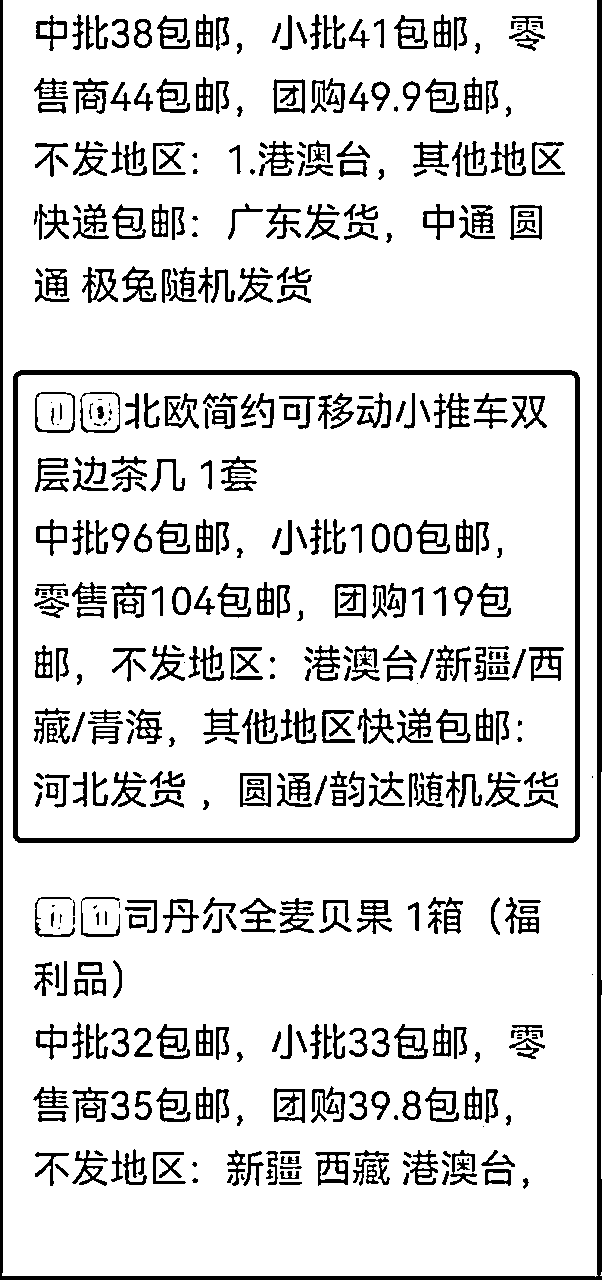 中批38包邮，小批41包邮，零
售商44包邮，团购49.9包邮，
不发地区：1.港澳台，其他地区
快递包邮：广东发货，中通 圆
通 极兔随机发货
北欧简约可移动小推车双
层边茶几 1套
中批96包邮，小批100包邮，
零售商104包邮，团购119包
邮，不发地区：港澳台/新疆/西
藏/青海，其他地区快递包邮：
河北发货 ，圆通/韵达随机发货
司丹尔全麦贝果 1箱（福
利品）
中批32包邮，小批33包邮，零
售商35包邮，团购39.8包邮，
不发地区：新疆 西藏 港澳台，